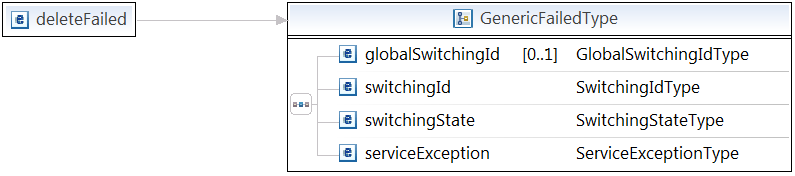 deleteFailed
GenericFailedType
globalSwitchingId [0..1] GlobalSwitchingIdType
switchingId SwitchingIdType
switchingState SwitchingStateType
serviceException ServiceExceptionType